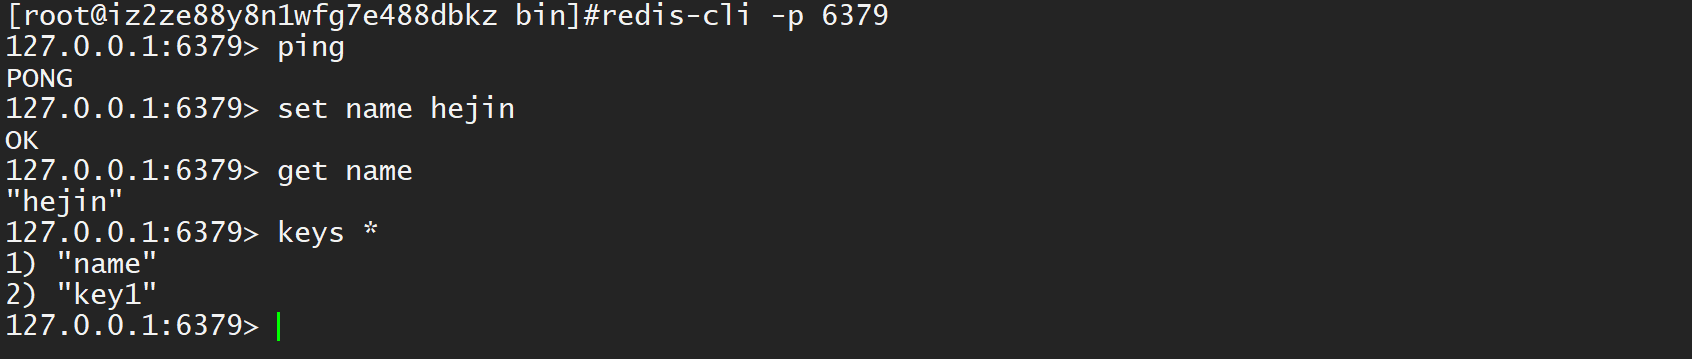 [root@iz2ze88y8n1wfg7e488dbkz bin]#redis-cli -p 6379
127.0.0.1:6379> ping
PONG
127.0.0.1:6379> set name hejin
OK
127.0.0.1:6379> get name
"hejin"
127.0.0.1:6379> keys *
1) "name"
2) "key1"
127.0.0.1:6379>